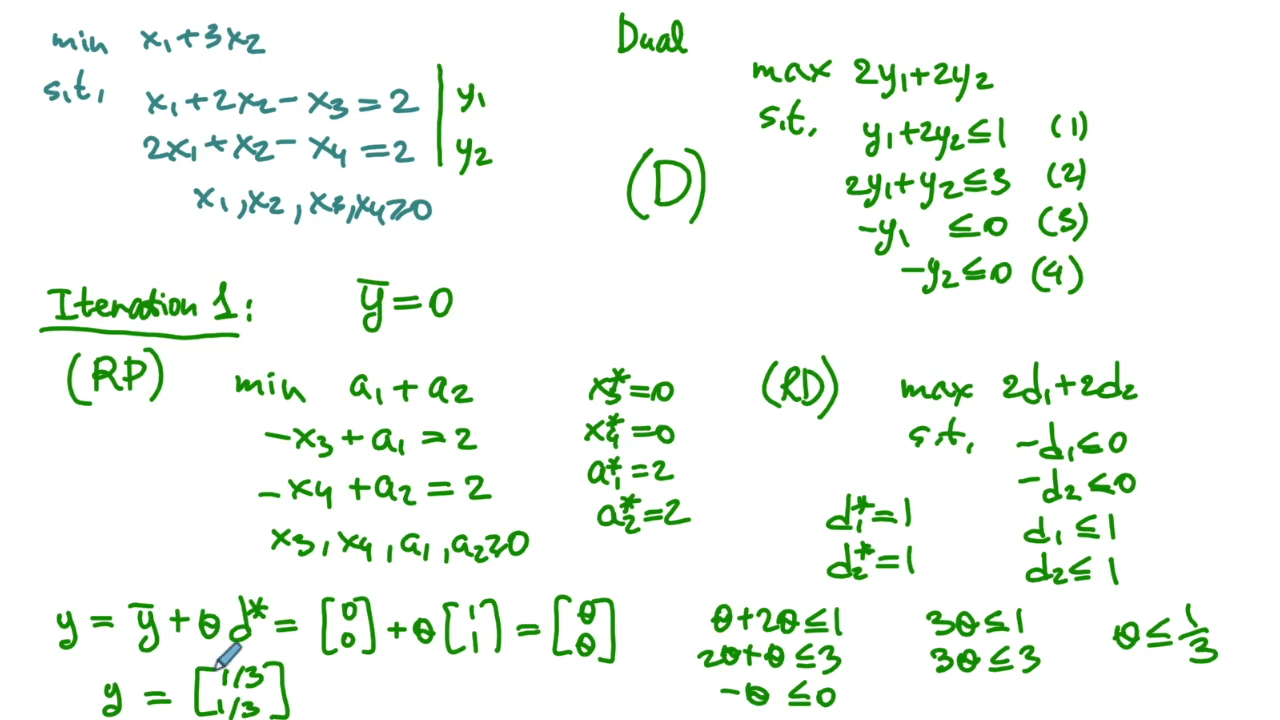 min x₁+3x₂
s.t. x₁+2x₂-x₃=2 | y₁
2x₁+x₂-x₄=2 | y₂
x₁,x₂,x₃,x₄≥0
Dual
max 2y₁+2y₂
s.t. y₁+2y₂≤1 (1)
(D)
2y₁+y₂≤3 (2)
-y₁ ≤0 (3)
-y₂≤0 (4)
Iteration 1: ȳ=0
(RP) min a₁+a₂
-x₃+a₁=2
-x₄+a₂=2
x₃,x₄,a₁,a₂≥0
x₃*=0
x₄*=0
a₁*=2
a₂*=2
(RD) max 2d₁+2d₂
s.t. -d₁≤0
-d₂≤0
d₁≤1
d₂≤1
d₁*=1
d₂*=1
y = ȳ+θd* = [0 0] + θ[1 1] = [θ θ]
y = [1/3 1/3]
θ+2θ≤1
2θ+θ≤3
-θ ≤0
3θ≤1
3θ≤3
θ≤1/3